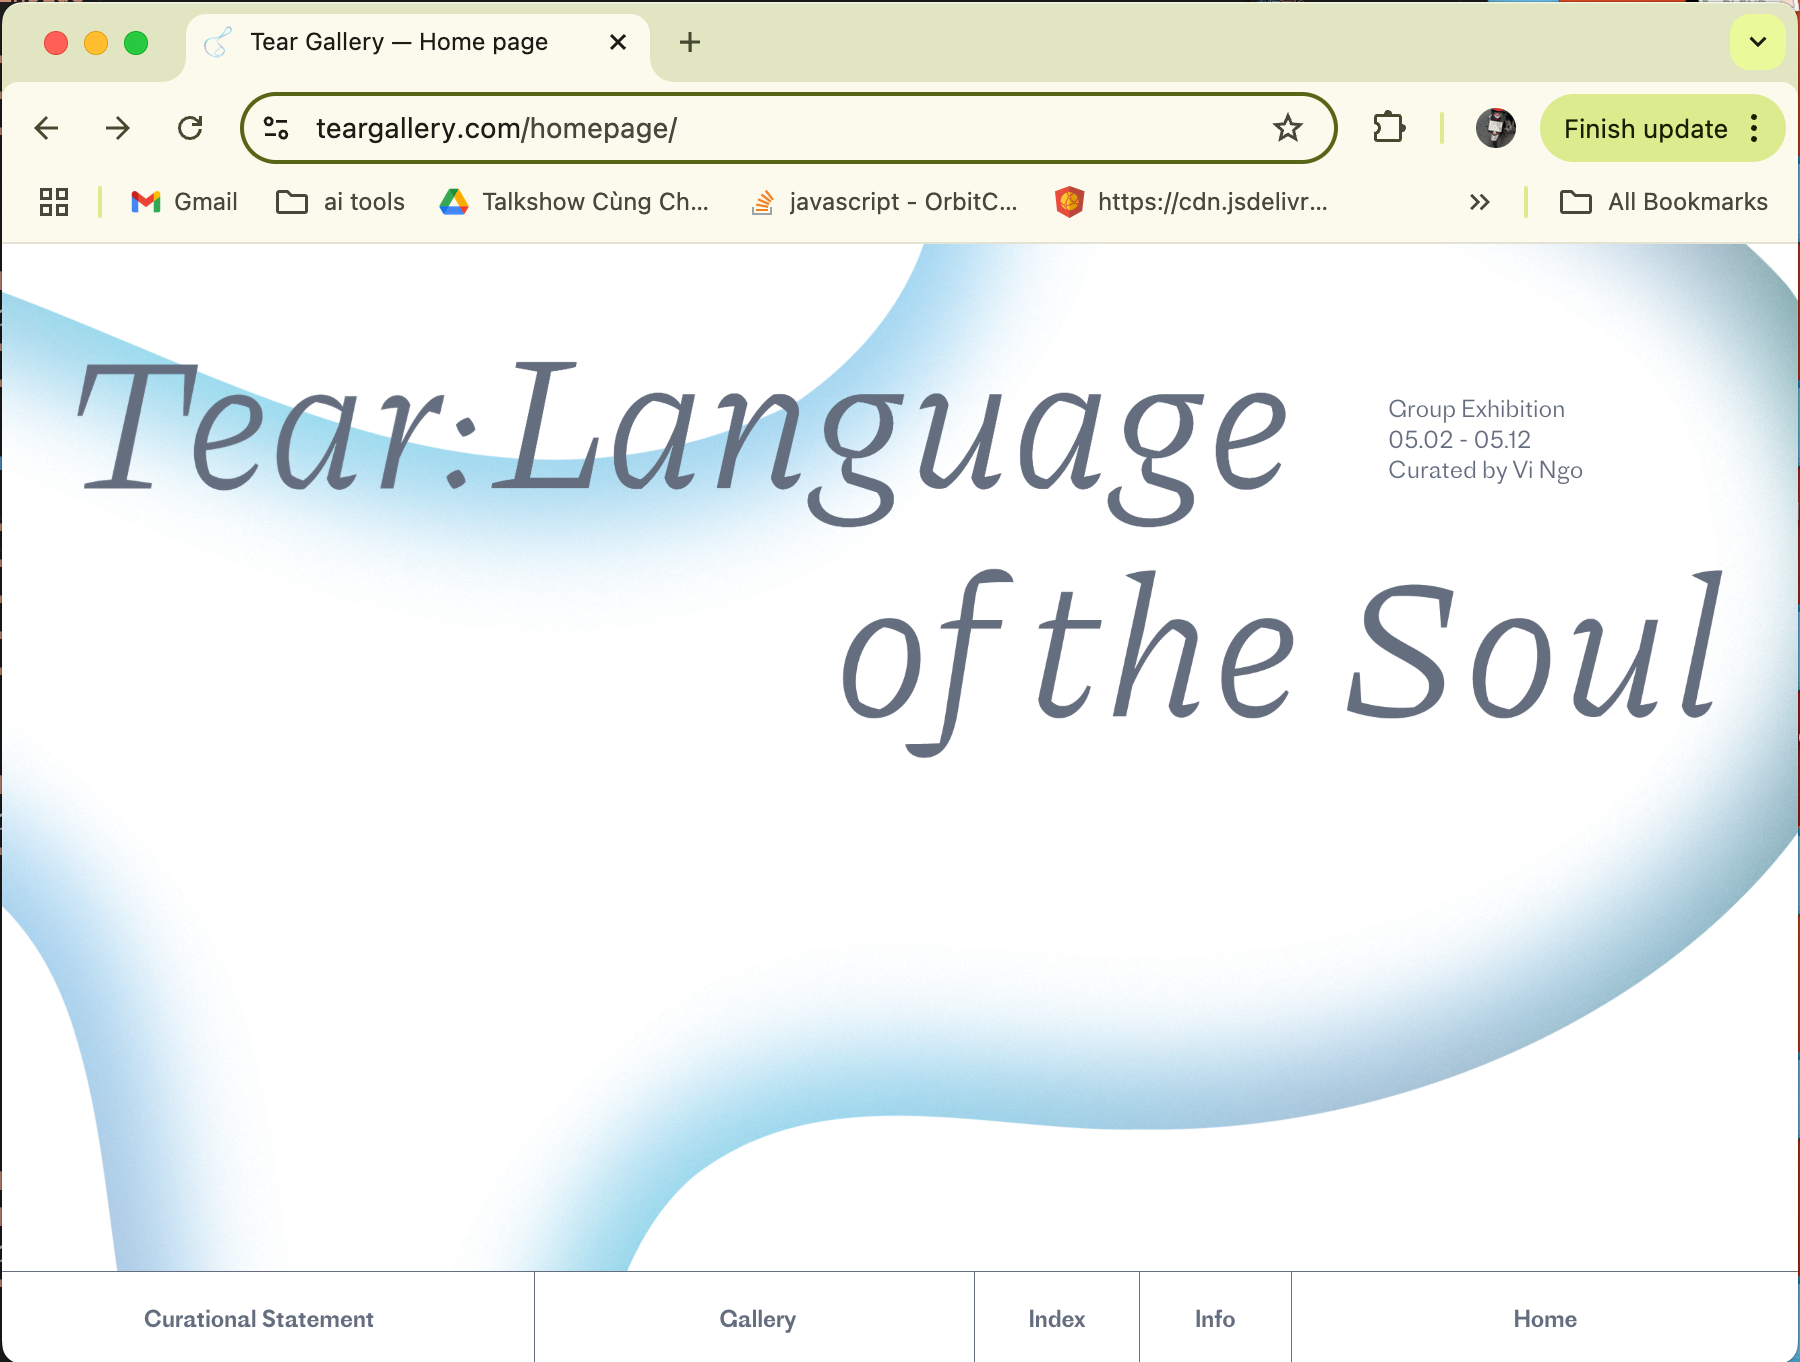 Tear Gallery — Home page
teargallery.com/homepage/
Finish update
Gmail
ai tools
Talkshow Cùng Ch...
javascript - OrbitC...
https://cdn.jsdelivr...
All Bookmarks
Tear: Language
Group Exhibition
05.02 - 05.12
Curated by Vi Ngo
of the Soul
Curational Statement
Gallery
Index
Info
Home